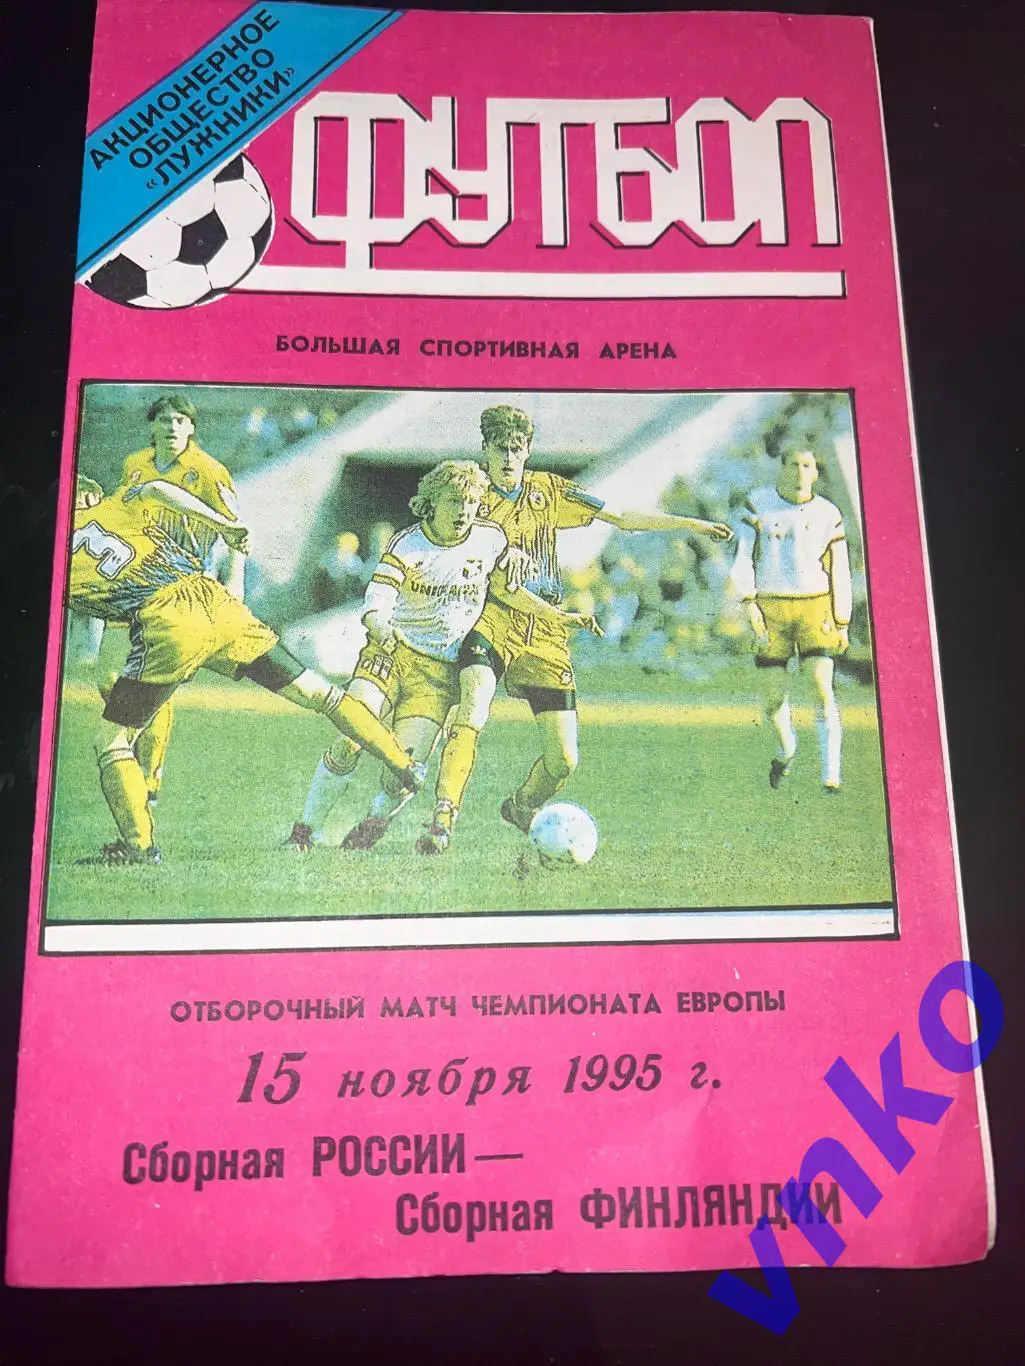 АКЦИОНЕРНОЕ
ОБЩЕСТВО
«ЛУЖНИКИ»
ФУТБОЛ
БОЛЬШАЯ СПОРТИВНАЯ АРЕНА
3
ОТБОРОЧНЫЙ МАТЧ ЧЕМПИОНАТА ЕВРОПЫ
15 ноября 1995 г.
Сборная РОССИИ—
Сборная ФИНЛЯНДИИ
vnko